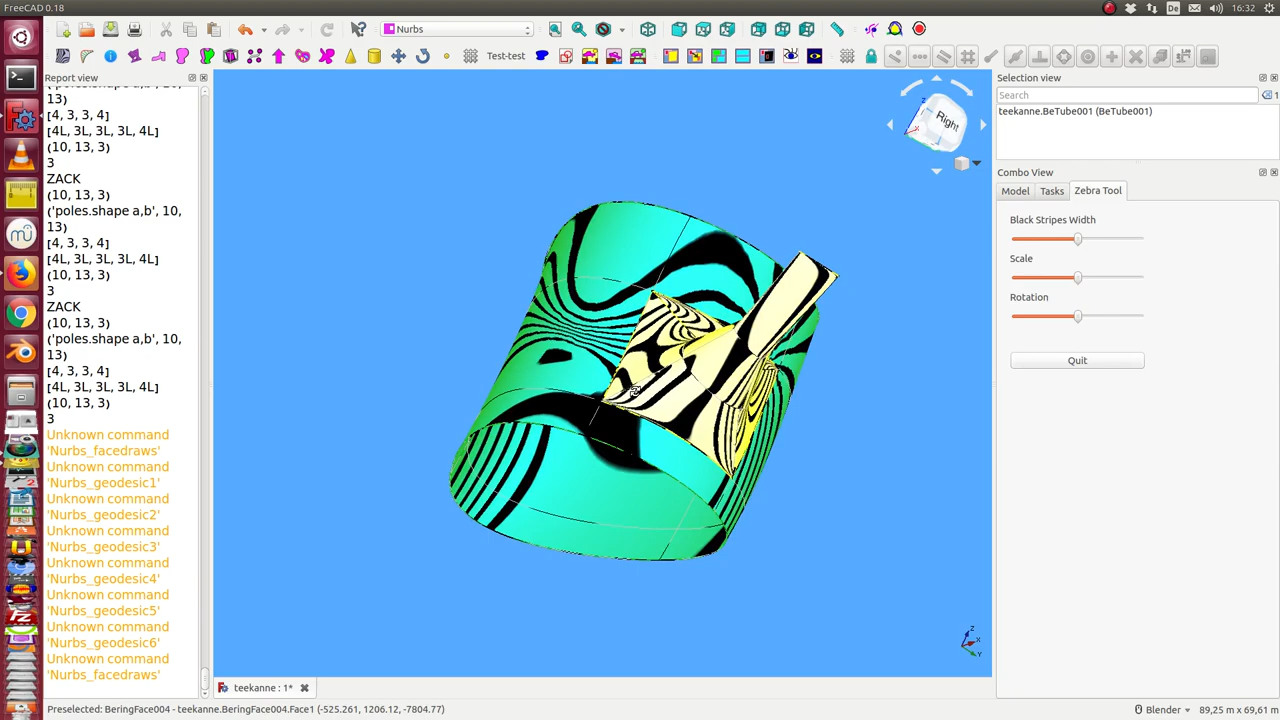 FreeCAD 0.18
De
16:32
Nurbs
Test-test
Report view
('poles.shape a,b', 10,
13)
[4, 3, 3, 4]
[4L, 3L, 3L, 3L, 4L]
(10, 13, 3)
3
ZACK
(10, 13, 3)
('poles.shape a,b', 10,
13)
[4, 3, 3, 4]
[4L, 3L, 3L, 3L, 4L]
(10, 13, 3)
3
ZACK
(10, 13, 3)
('poles.shape a,b', 10,
13)
[4, 3, 3, 4]
[4L, 3L, 3L, 3L, 4L]
(10, 13, 3)
3
Unknown command
'Nurbs_facedraws'
Unknown command
'Nurbs_geodesic1'
Unknown command
'Nurbs_geodesic2'
Unknown command
'Nurbs_geodesic3'
Unknown command
'Nurbs_geodesic4'
Unknown command
'Nurbs_geodesic5'
Unknown command
'Nurbs_geodesic6'
Unknown command
'Nurbs_facedraws'
Right
Z
X
Y
teekanne : 1*
Selection view
Search
1
teekanne.BeTube001 (BeTube001)
Combo View
Model
Tasks
Zebra Tool
Black Stripes Width
Scale
Rotation
Quit
Preselected: BeringFace004 - teekanne.BeringFace004.Face1 (-525.261, 1206.12, -7804.77)
Blender
89,25 m x 69,61 m